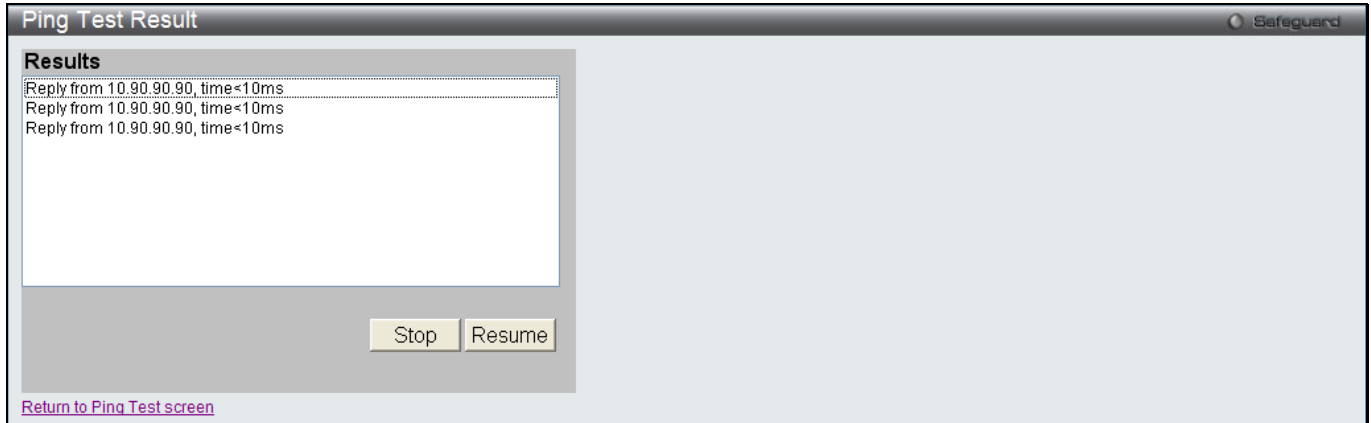 Ping Test Result
Safeguard
Results
Reply from 10.90.90.90, time<10ms
Reply from 10.90.90.90, time<10ms
Reply from 10.90.90.90, time<10ms
Stop
Resume
Return to Ping Test screen